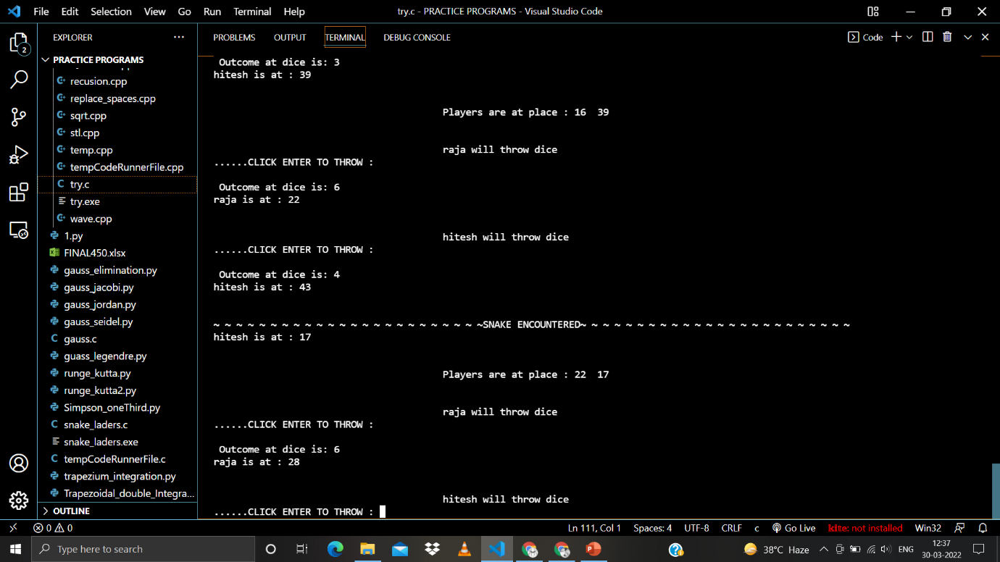 File Edit Selection View Go Run Terminal Help
try.c - PRACTICE PROGRAMS - Visual Studio Code
EXPLORER
PRACTICE PROGRAMS
recusion.cpp
replace_spaces.cpp
sqrt.cpp
stl.cpp
temp.cpp
tempCodeRunnerFile.cpp
C try.c
try.exe
wave.cpp
1.py
FINAL450.xlsx
gauss_elimination.py
gauss_jacobi.py
gauss_jordan.py
gauss_seidel.py
C gauss.c
guass_legendre.py
runge_kutta.py
runge_kutta2.py
Simpson_oneThird.py
C snake_laders.c
snake_laders.exe
C tempCodeRunnerFile.c
trapezium_integration.py
Trapezoidal_double_Integra...
OUTLINE
2
PROBLEMS OUTPUT TERMINAL DEBUG CONSOLE
Code
Outcome at dice is: 3
hitesh is at : 39
Players are at place : 16 39
raja will throw dice
......CLICK ENTER TO THROW :
Outcome at dice is: 6
raja is at : 22
hitesh will throw dice
......CLICK ENTER TO THROW :
Outcome at dice is: 4
hitesh is at : 43
~ ~ ~ ~ ~ ~ ~ ~ ~ ~ ~ ~ ~ ~ ~ ~ ~ ~ ~ ~ ~ ~ ~ ~SNAKE ENCOUNTERED~ ~ ~ ~ ~ ~ ~ ~ ~ ~ ~ ~ ~ ~ ~ ~ ~ ~ ~ ~ ~ ~ ~ ~
hitesh is at : 17
Players are at place : 22 17
raja will throw dice
......CLICK ENTER TO THROW :
Outcome at dice is: 6
raja is at : 28
hitesh will throw dice
......CLICK ENTER TO THROW :
0 0
Ln 111, Col 1 Spaces: 4 UTF-8 CRLF c Go Live kite: not installed Win32
Type here to search
38°C Haze
ENG
12:37
30-03-2022